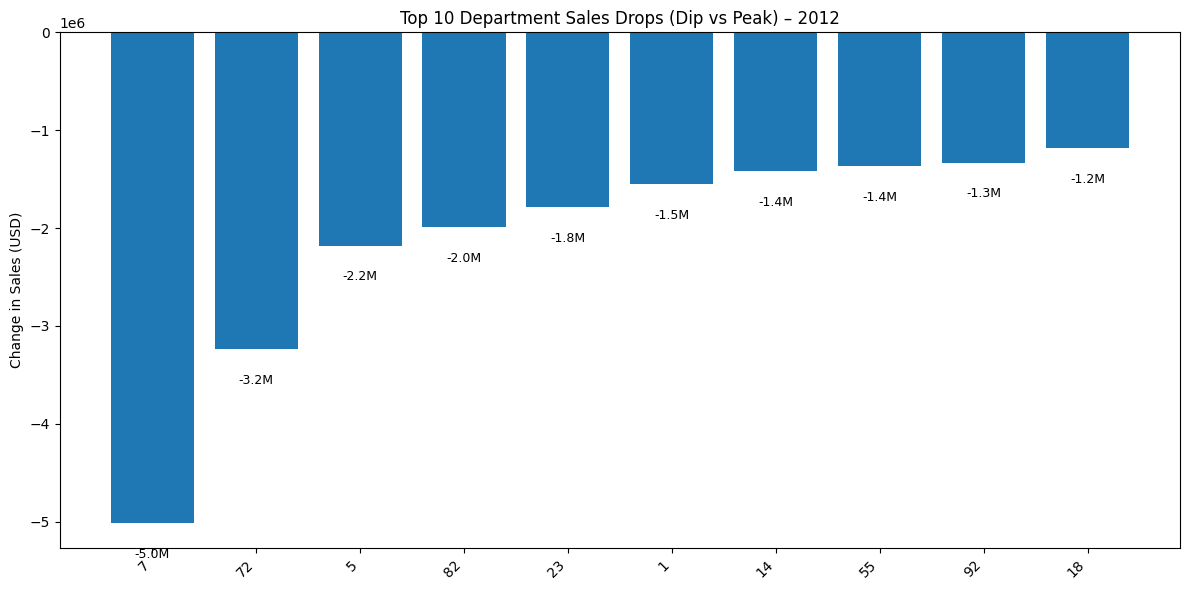 Top 10 Department Sales Drops (Dip vs Peak) – 2012
1e6
0
−1
−2
−3
−4
−5
Change in Sales (USD)
-5.0M
-3.2M
-2.2M
-2.0M
-1.8M
-1.5M
-1.4M
-1.4M
-1.3M
-1.2M
7
72
5
82
23
1
14
55
92
18